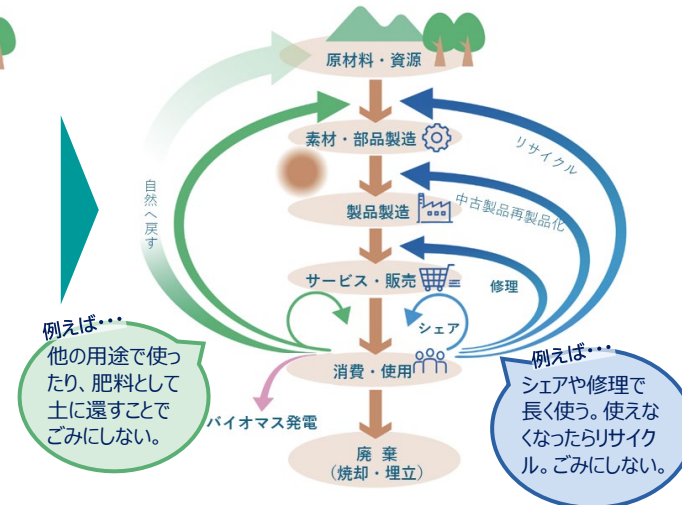 原材料・資源
素材・部品製造
リサイクル
自然へ戻す
中古製品再製品化
製品製造
サービス・販売
修理
シェア
例えば・・・
他の用途で使っ
たり、肥料として
土に還すことで
ごみにしない。
消費・使用
例えば・・・
シェアや修理で
長く使う。使えな
くなったらリサイク
ル。ごみにしない。
バイオマス発電
廃 棄
（焼却・埋立）